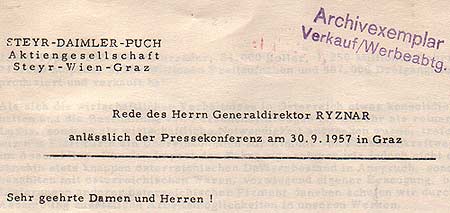 Archivexemplar
Verkauf/Werbeabtg.
STEYR-DAIMLER-PUCH
Aktiengesellschaft
Steyr-Wien-Graz
Rede des Herrn Generaldirektor RYZNAR
anlässlich der Pressekonferenz am 30.9.1957 in Graz
Sehr geehrte Damen und Herren !